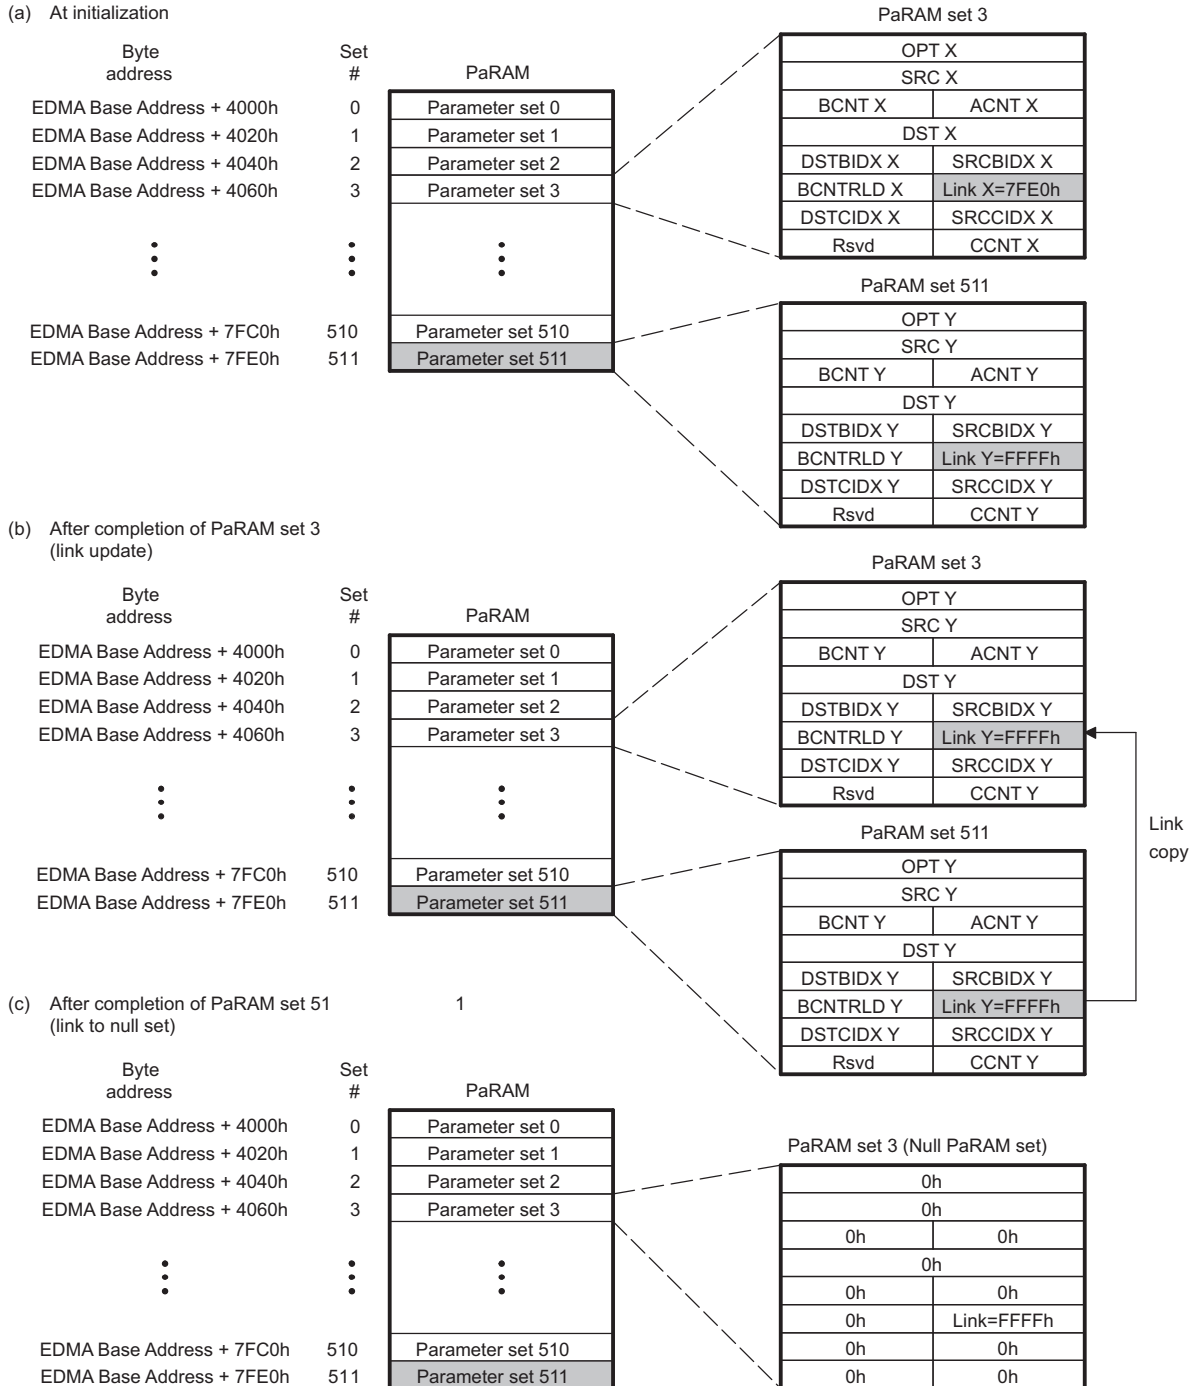 (a) At initialization
Byte address
Set #
PaRAM
EDMA Base Address + 4000h 0 Parameter set 0
EDMA Base Address + 4020h 1 Parameter set 1
EDMA Base Address + 4040h 2 Parameter set 2
EDMA Base Address + 4060h 3 Parameter set 3
EDMA Base Address + 7FC0h 510 Parameter set 510
EDMA Base Address + 7FE0h 511 Parameter set 511
PaRAM set 3
OPT X
SRC X
BCNT X ACNT X
DST X
DSTBIDX X SRCBIDX X
BCNTRLD X Link X=7FE0h
DSTCIDX X SRCCIDX X
Rsvd CCNT X
PaRAM set 511
OPT Y
SRC Y
BCNT Y ACNT Y
DST Y
DSTBIDX Y SRCBIDX Y
BCNTRLD Y Link Y=FFFFh
DSTCIDX Y SRCCIDX Y
Rsvd CCNT Y
(b) After completion of PaRAM set 3
(link update)
Byte address
Set #
PaRAM
EDMA Base Address + 4000h 0 Parameter set 0
EDMA Base Address + 4020h 1 Parameter set 1
EDMA Base Address + 4040h 2 Parameter set 2
EDMA Base Address + 4060h 3 Parameter set 3
EDMA Base Address + 7FC0h 510 Parameter set 510
EDMA Base Address + 7FE0h 511 Parameter set 511
PaRAM set 3
OPT Y
SRC Y
BCNT Y ACNT Y
DST Y
DSTBIDX Y SRCBIDX Y
BCNTRLD Y Link Y=FFFFh
DSTCIDX Y SRCCIDX Y
Rsvd CCNT Y
PaRAM set 511
OPT Y
SRC Y
BCNT Y ACNT Y
DST Y
DSTBIDX Y SRCBIDX Y
BCNTRLD Y Link Y=FFFFh
DSTCIDX Y SRCCIDX Y
Rsvd CCNT Y
Link
copy
(c) After completion of PaRAM set 51 1
(link to null set)
Byte address
Set #
PaRAM
EDMA Base Address + 4000h 0 Parameter set 0
EDMA Base Address + 4020h 1 Parameter set 1
EDMA Base Address + 4040h 2 Parameter set 2
EDMA Base Address + 4060h 3 Parameter set 3
EDMA Base Address + 7FC0h 510 Parameter set 510
EDMA Base Address + 7FE0h 511 Parameter set 511
PaRAM set 3 (Null PaRAM set)
0h
0h
0h 0h
0h
0h 0h
0h Link=FFFFh
0h 0h
0h 0h